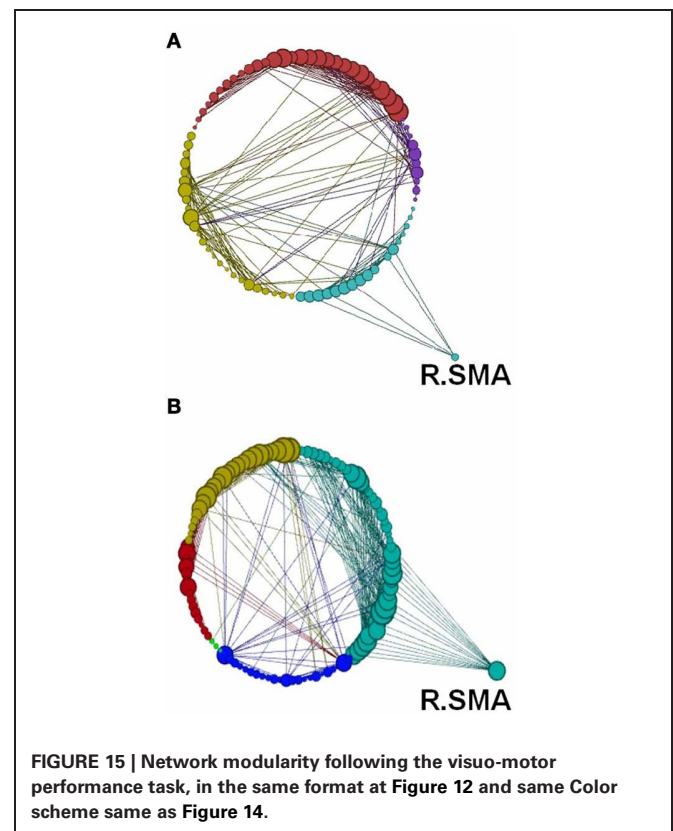 A
R.SMA
B
R.SMA
FIGURE 15 | Network modularity following the visuo-motor
performance task, in the same format at Figure 12 and same Color
scheme same as Figure 14.